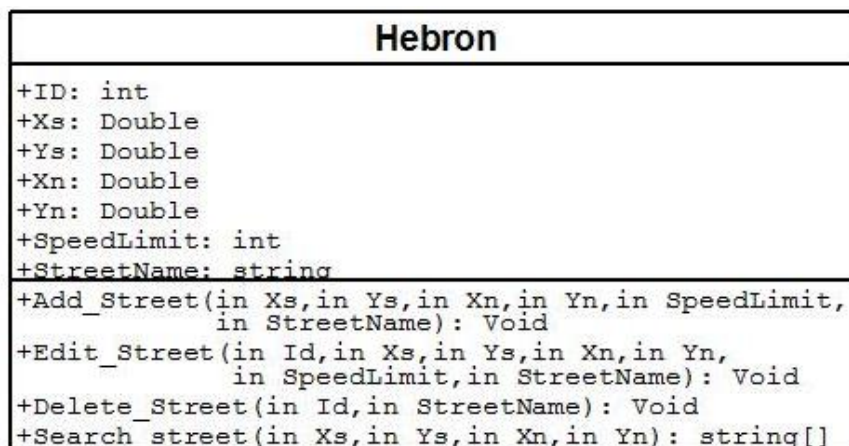 Hebron
+ID: int
+Xs: Double
+Ys: Double
+Xn: Double
+Yn: Double
+SpeedLimit: int
+StreetName: string
+Add_Street(in Xs,in Ys,in Xn,in Yn,in SpeedLimit,
in StreetName): Void
+Edit_Street(in Id,in Xs,in Ys,in Xn,in Yn,
in SpeedLimit,in StreetName): Void
+Delete_Street(in Id,in StreetName): Void
+Search_street(in Xs,in Ys,in Xn,in Yn): string[]